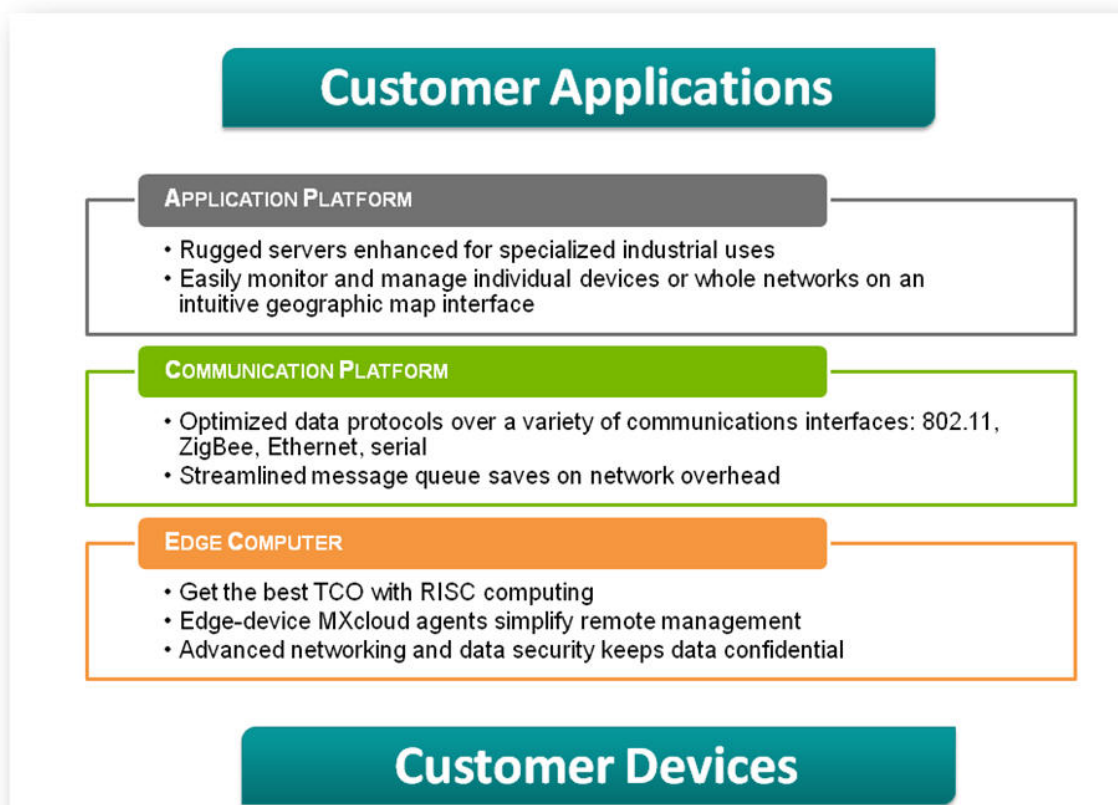 Customer Applications
APPLICATION PLATFORM
• Rugged servers enhanced for specialized industrial uses
• Easily monitor and manage individual devices or whole networks on an
intuitive geographic map interface
COMMUNICATION PLATFORM
• Optimized data protocols over a variety of communications interfaces: 802.11,
ZigBee, Ethernet, serial
• Streamlined message queue saves on network overhead
EDGE COMPUTER
• Get the best TCO with RISC computing
• Edge-device MXcloud agents simplify remote management
• Advanced networking and data security keeps data confidential
Customer Devices